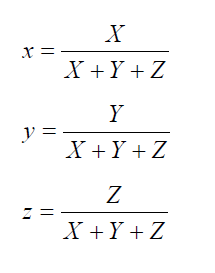 x = X / (X + Y + Z)
y = Y / (X + Y + Z)
z = Z / (X + Y + Z)